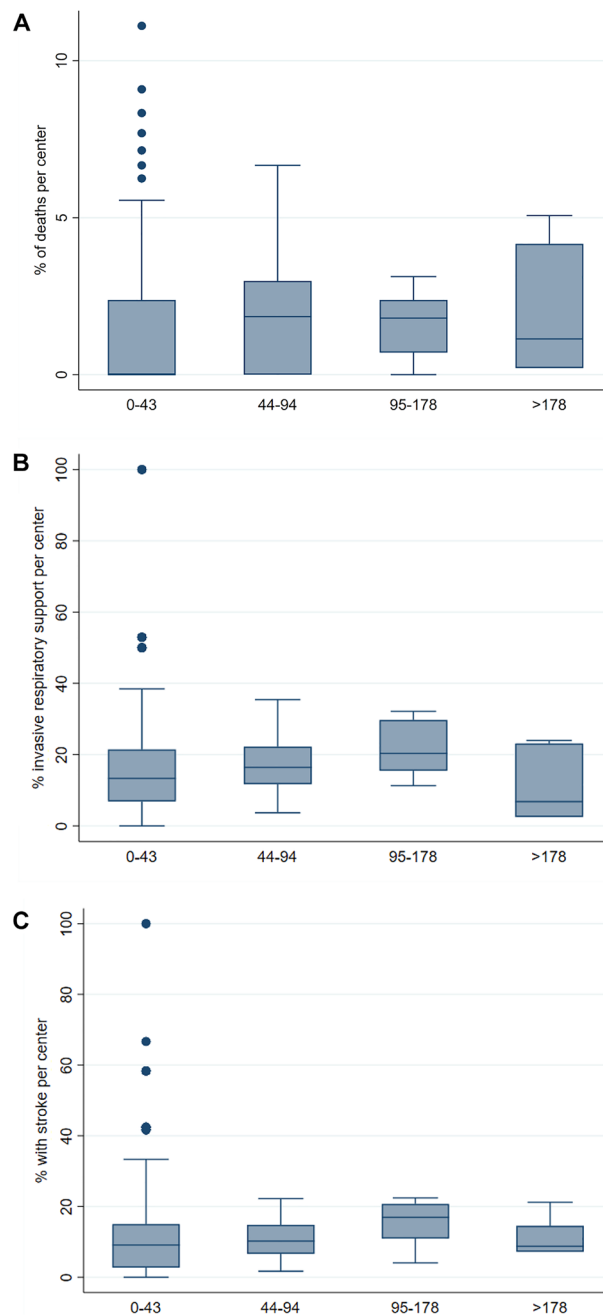 A
% of deaths per center
10
5
0
0-43 44-94 95-178 >178
B
% invasive respiratory support per center
100
80
60
40
20
0
0-43 44-94 95-178 >178
C
% with stroke per center
100
80
60
40
20
0
0-43 44-94 95-178 >178